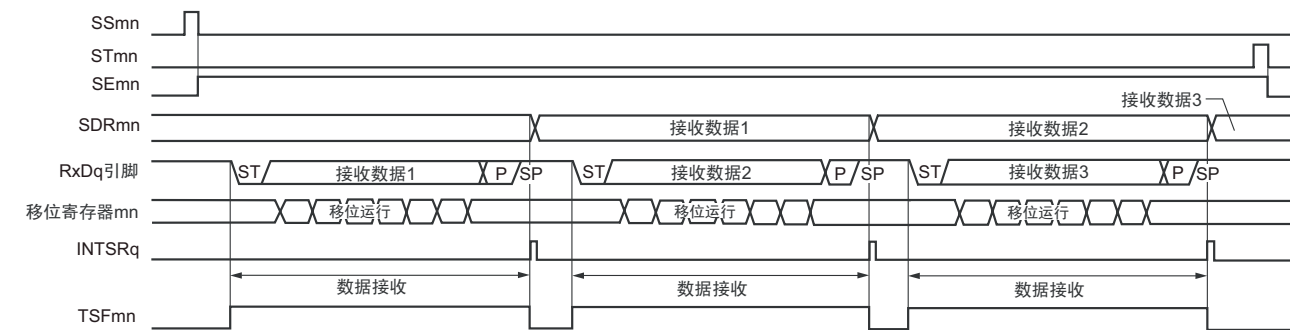 SSmn
STmn
SEmn
接收数据3
SDRmn 接收数据1 接收数据2
RxDq引脚 ST 接收数据1 P SP ST 接收数据2 P SP ST 接收数据3 P SP
移位寄存器mn 移位运行 移位运行 移位运行
INTSRq
数据接收 数据接收 数据接收
TSFmn